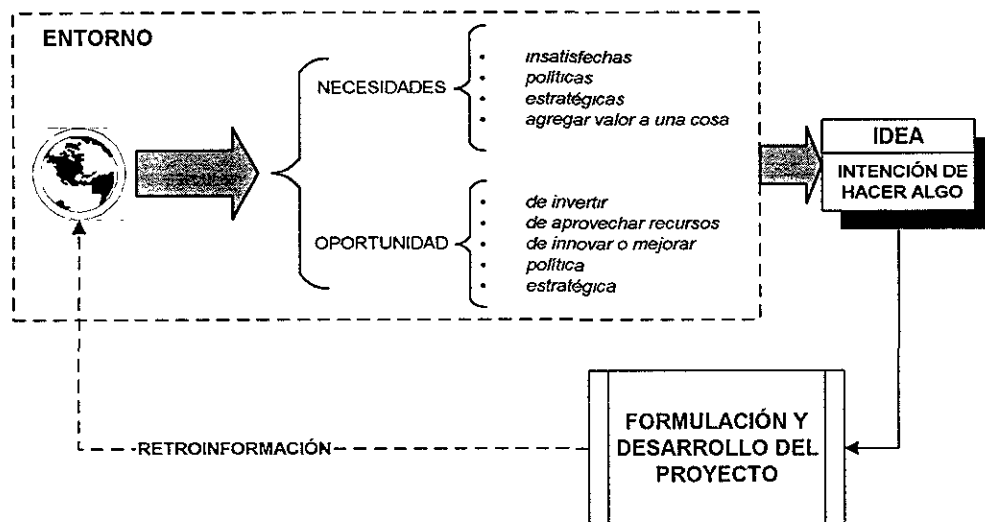 ENTORNO
NECESIDADES
• insatisfechas
• políticas
• estratégicas
• agregar valor a una cosa
OPORTUNIDAD
• de invertir
• de aprovechar recursos
• de innovar o mejorar
• política
• estratégica
IDEA
INTENCIÓN DE
HACER ALGO
FORMULACIÓN Y
DESARROLLO DEL
PROYECTO
RETROINFORMACIÓN